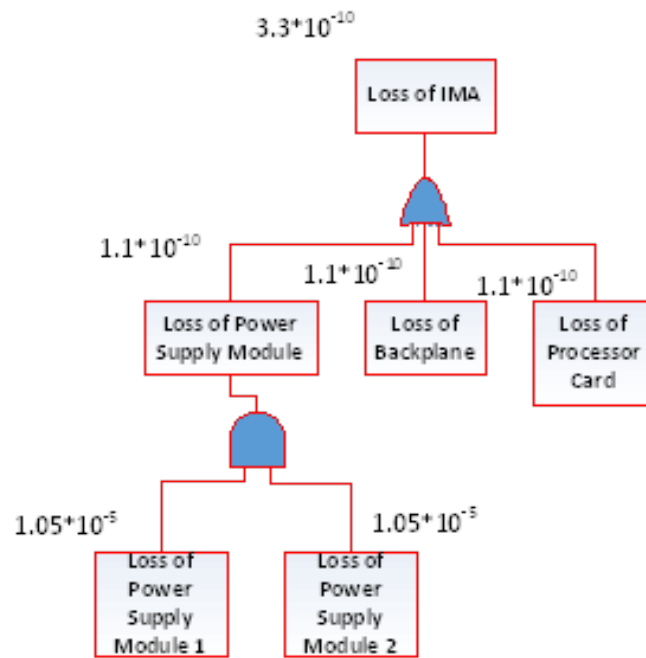 3.3*10⁻¹⁰
Loss of IMA
1.1*10⁻¹⁰
1.1*10⁻¹⁰
1.1*10⁻¹⁰
Loss of Power
Supply Module
Loss of
Backplane
Loss of
Processor
Card
1.05*10⁻⁵
1.05*10⁻⁵
Loss of
Power
Supply
Module 1
Loss of
Power
Supply
Module 2